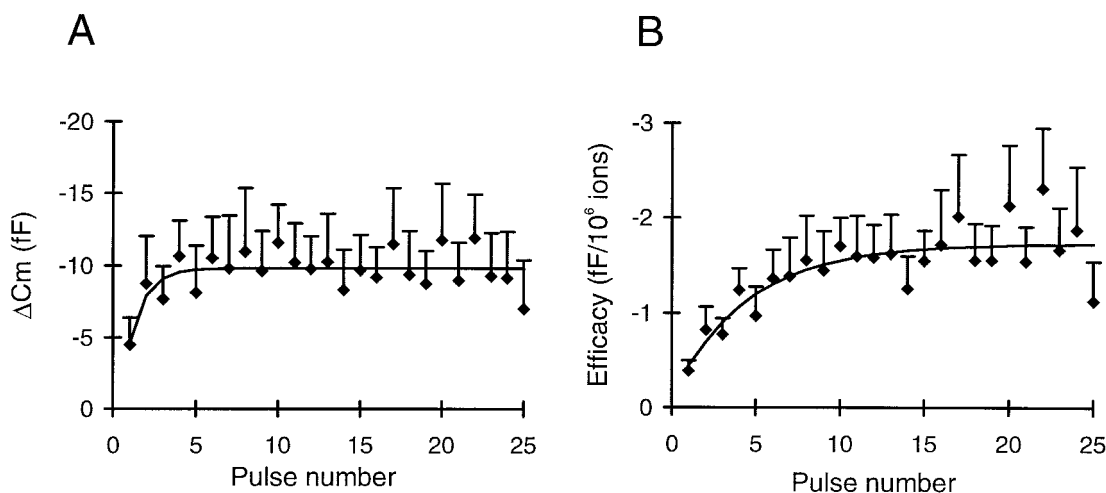 A
ΔCm (fF)
-20
-15
-10
-5
0
0 5 10 15 20 25
Pulse number
B
Efficacy (fF/10⁶ ions)
-3
-2
-1
0
0 5 10 15 20 25
Pulse number